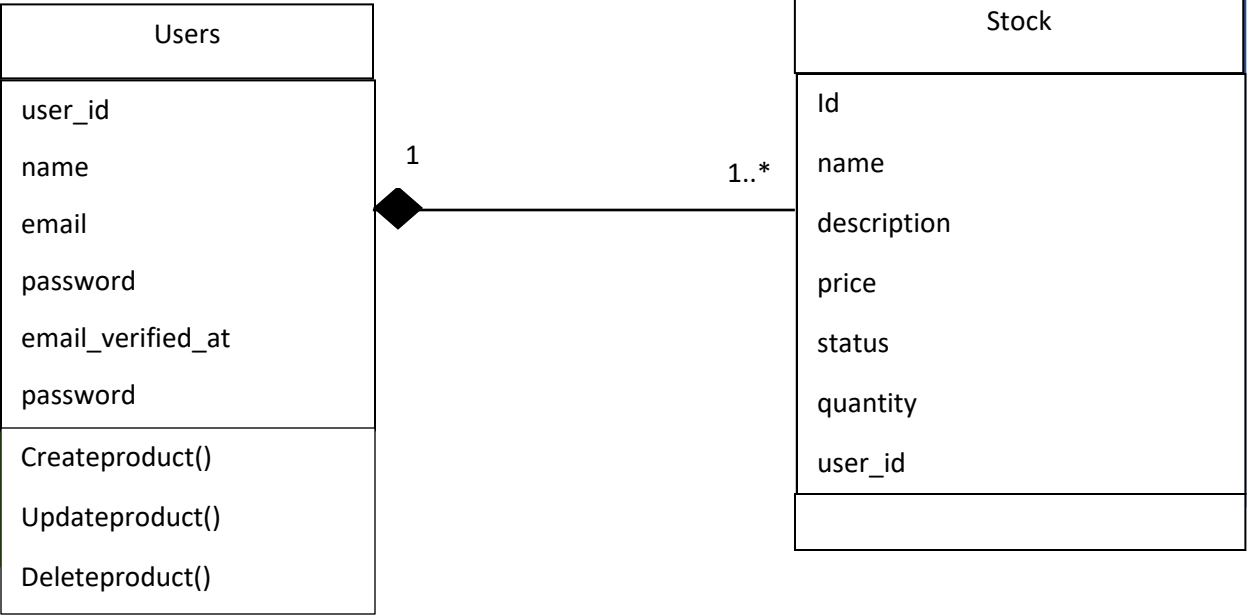 Users
user_id
name
email
password
email_verified_at
password
Createproduct()
Updateproduct()
Deleteproduct()
1
1..*
Stock
Id
name
description
price
status
quantity
user_id